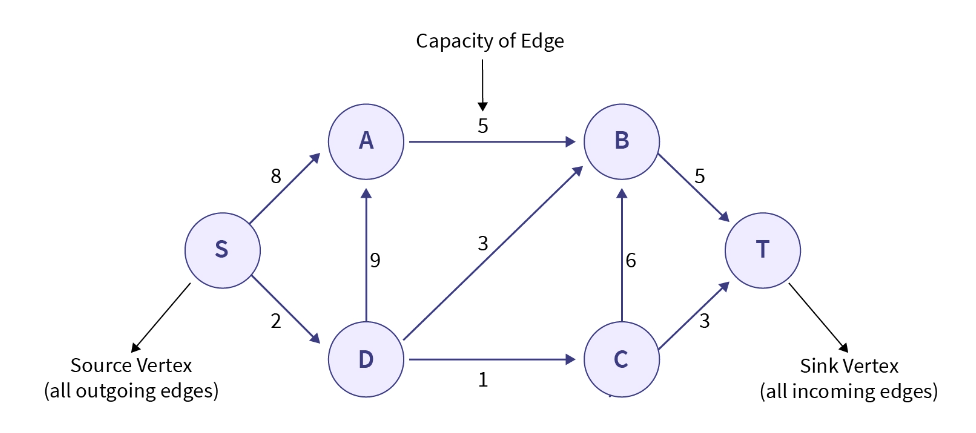 Capacity of Edge
5
A
B
8
5
S
T
9
3
6
2
3
D
C
1
Source Vertex
(all outgoing edges)
Sink Vertex
(all incoming edges)